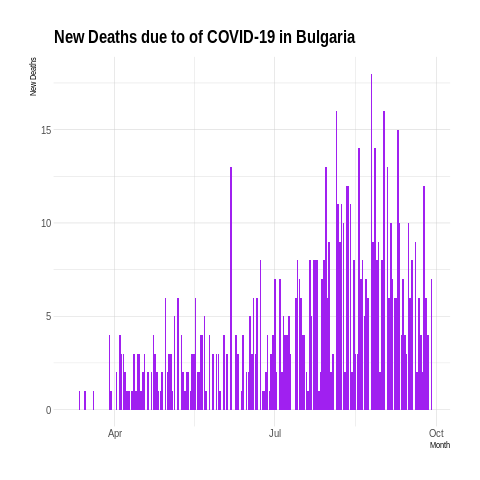 New Deaths due to of COVID-19 in Bulgaria
New Deaths
15
10
5
0
Apr
Jul
Oct
Month